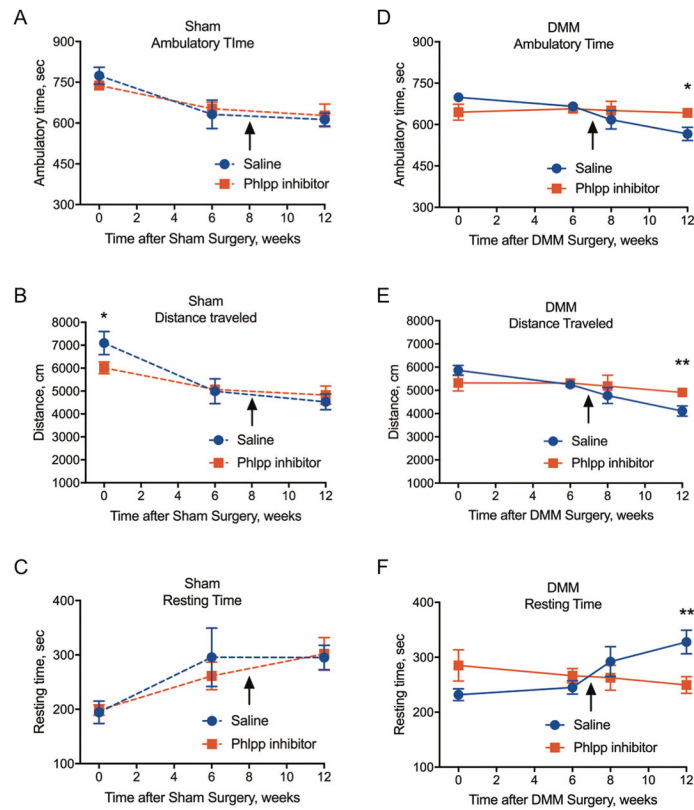 A
Sham
Ambulatory TIme
Ambulatory time, sec
900
750
600
450
300
Saline
Phlpp inhibitor
0 2 4 6 8 10 12
Time after Sham Surgery, weeks
D
DMM
Ambulatory Time
Ambulatory time, sec
900
750
600
450
300
*
Saline
Phlpp inhibitor
0 2 4 6 8 10 12
Time after DMM Surgery, weeks
B
Sham
Distance traveled
Distance, cm
8000
7000
6000
5000
4000
3000
2000
1000
*
Saline
Phlpp inhibitor
0 2 4 6 8 10 12
Time after Sham Surgery, weeks
E
DMM
Distance Traveled
Distance, cm
8000
7000
6000
5000
4000
3000
2000
1000
**
Saline
Phlpp inhibitor
0 2 4 6 8 10 12
Time after DMM Surgery, weeks
C
Sham
Resting Time
Resting time, sec
400
300
200
100
Saline
Phlpp inhibitor
0 2 4 6 8 10 12
Time after Sham Surgery, weeks
F
DMM
Resting Time
Resting time, sec
400
300
200
100
**
Saline
Phlpp inhibitor
0 2 4 6 8 10 12
Time after DMM Surgery, weeks